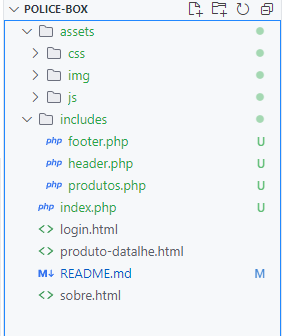 POLICE-BOX
assets
css
img
js
includes
php footer.php U
php header.php U
php produtos.php U
php index.php U
<> login.html
<> produto-datalhe.html
M↓ README.md M
<> sobre.html